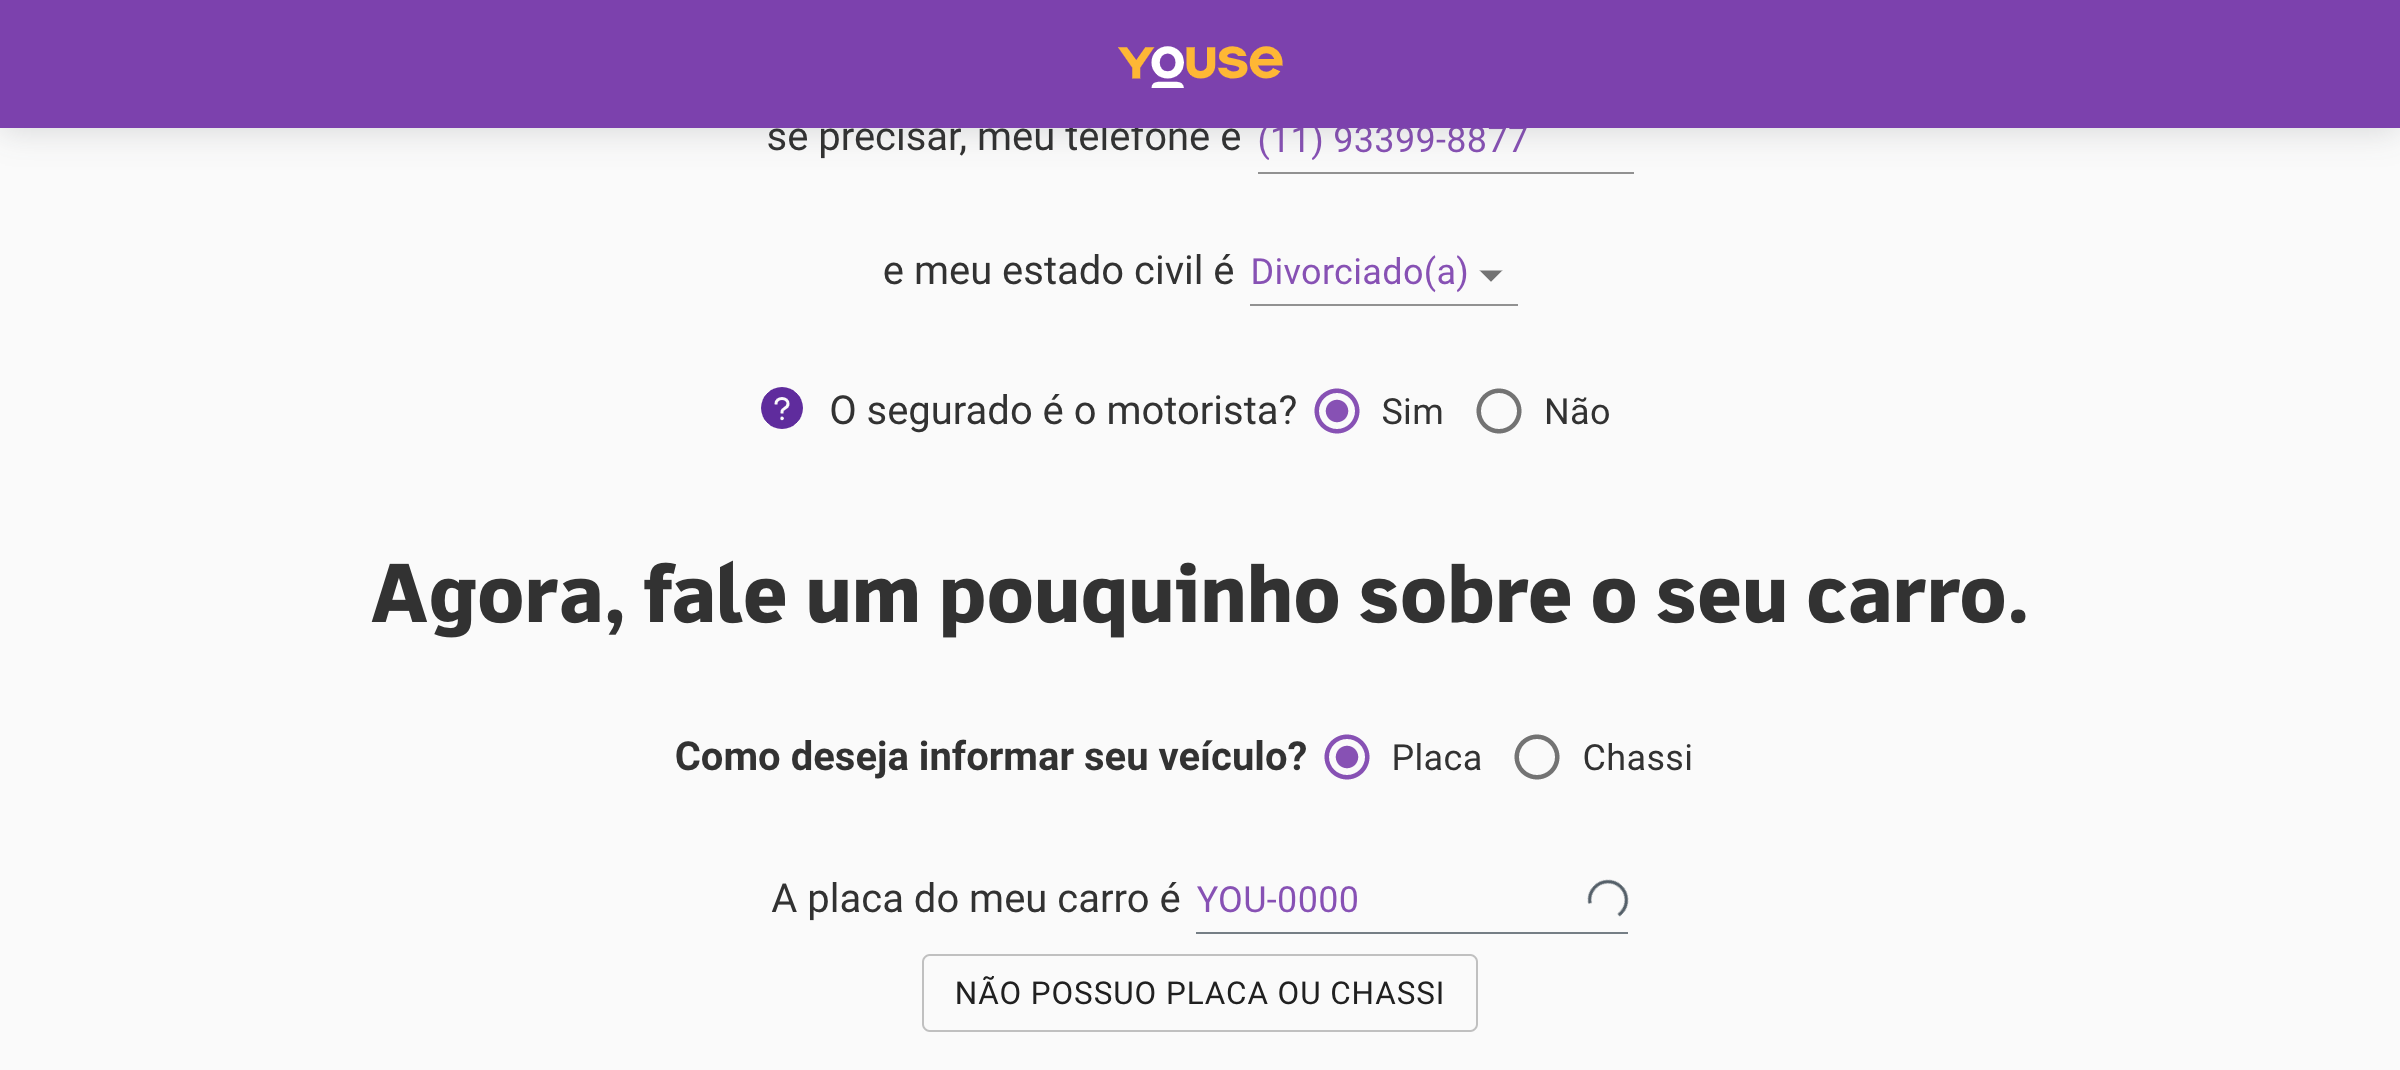 YOUSE
se precisar, meu telefone é (11) 93399-8877
e meu estado civil é Divorciado(a)
? O segurado é o motorista? Sim Não
Agora, fale um pouquinho sobre o seu carro.
Como deseja informar seu veículo? Placa Chassi
A placa do meu carro é YOU-0000
NÃO POSSUO PLACA OU CHASSI